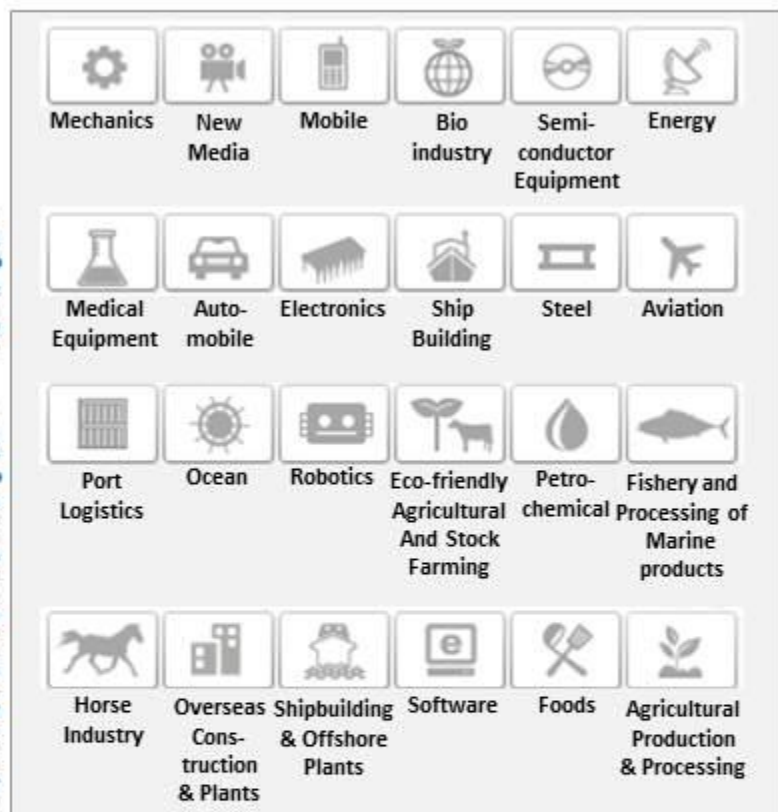 Mechanics
New
Media
Mobile
Bio
industry
Semi-
conductor
Equipment
Energy
Medical
Equipment
Auto-
mobile
Electronics
Ship
Building
Steel
Aviation
Port
Logistics
Ocean
Robotics
Eco-friendly
Agricultural
And Stock
Farming
Petro-
chemical
Fishery and
Processing of
Marine
products
Horse
Industry
Overseas
Cons-
truction
& Plants
Shipbuilding
& Offshore
Plants
e
Software
Foods
Agricultural
Production
& Processing